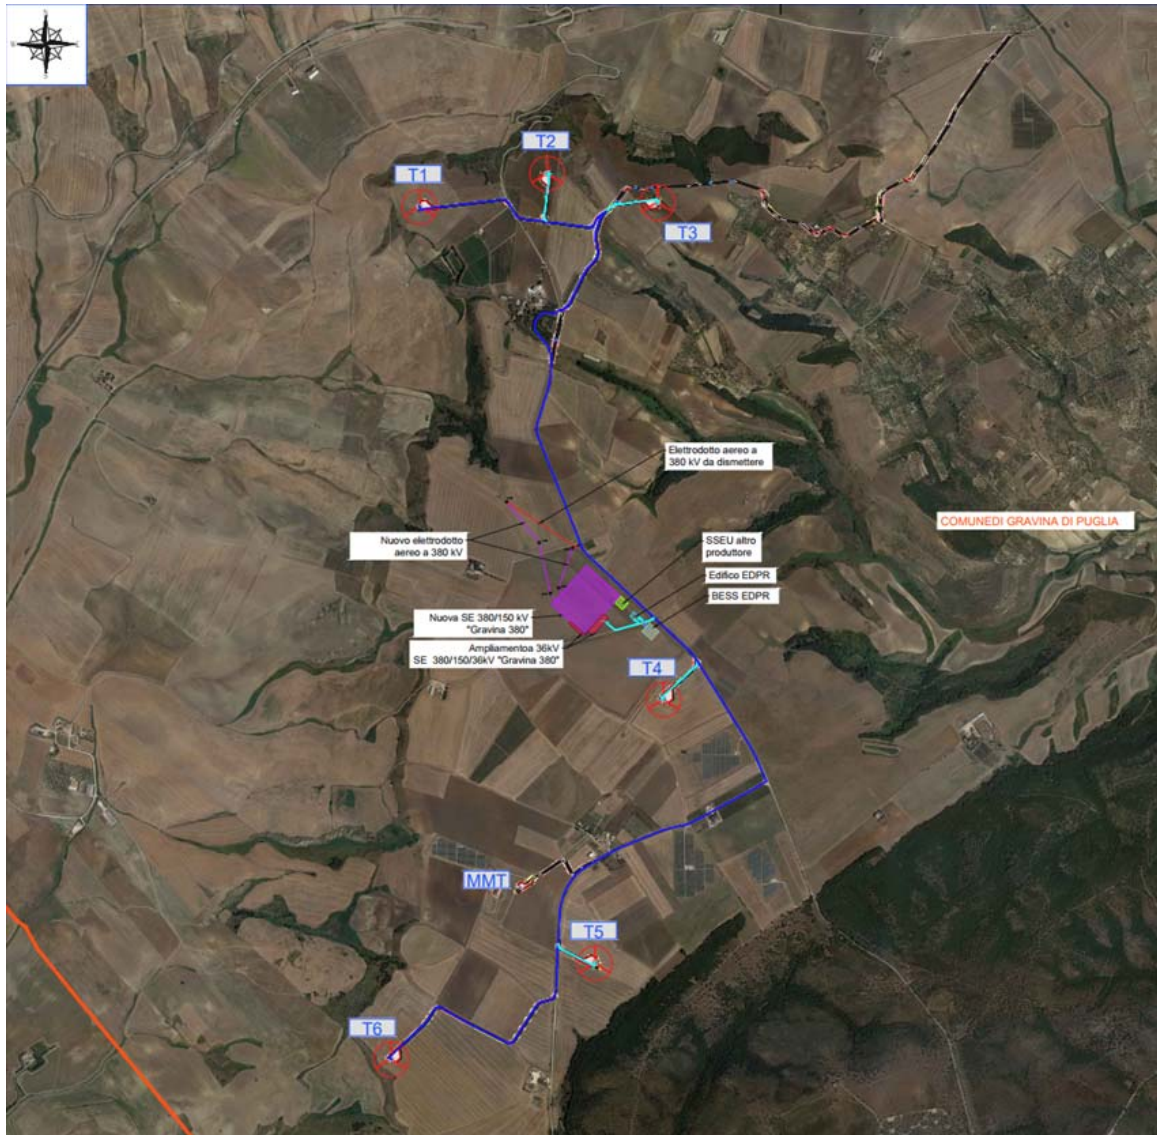 T2
T1
T3
Elettrodotto aereo a
380 kV da dismettere
COMUNEDI GRAVINA DI PUGLIA
Nuovo elettrodotto
aereo a 380 kV
SSEU altro
produttore
Edifico EDPR
BESS EDPR
Nuova SE 380/150 kV
"Gravina 380"
Ampliamentoa 36kV
SE 380/150/36kV "Gravina 380"
T4
MMT
T5
T6